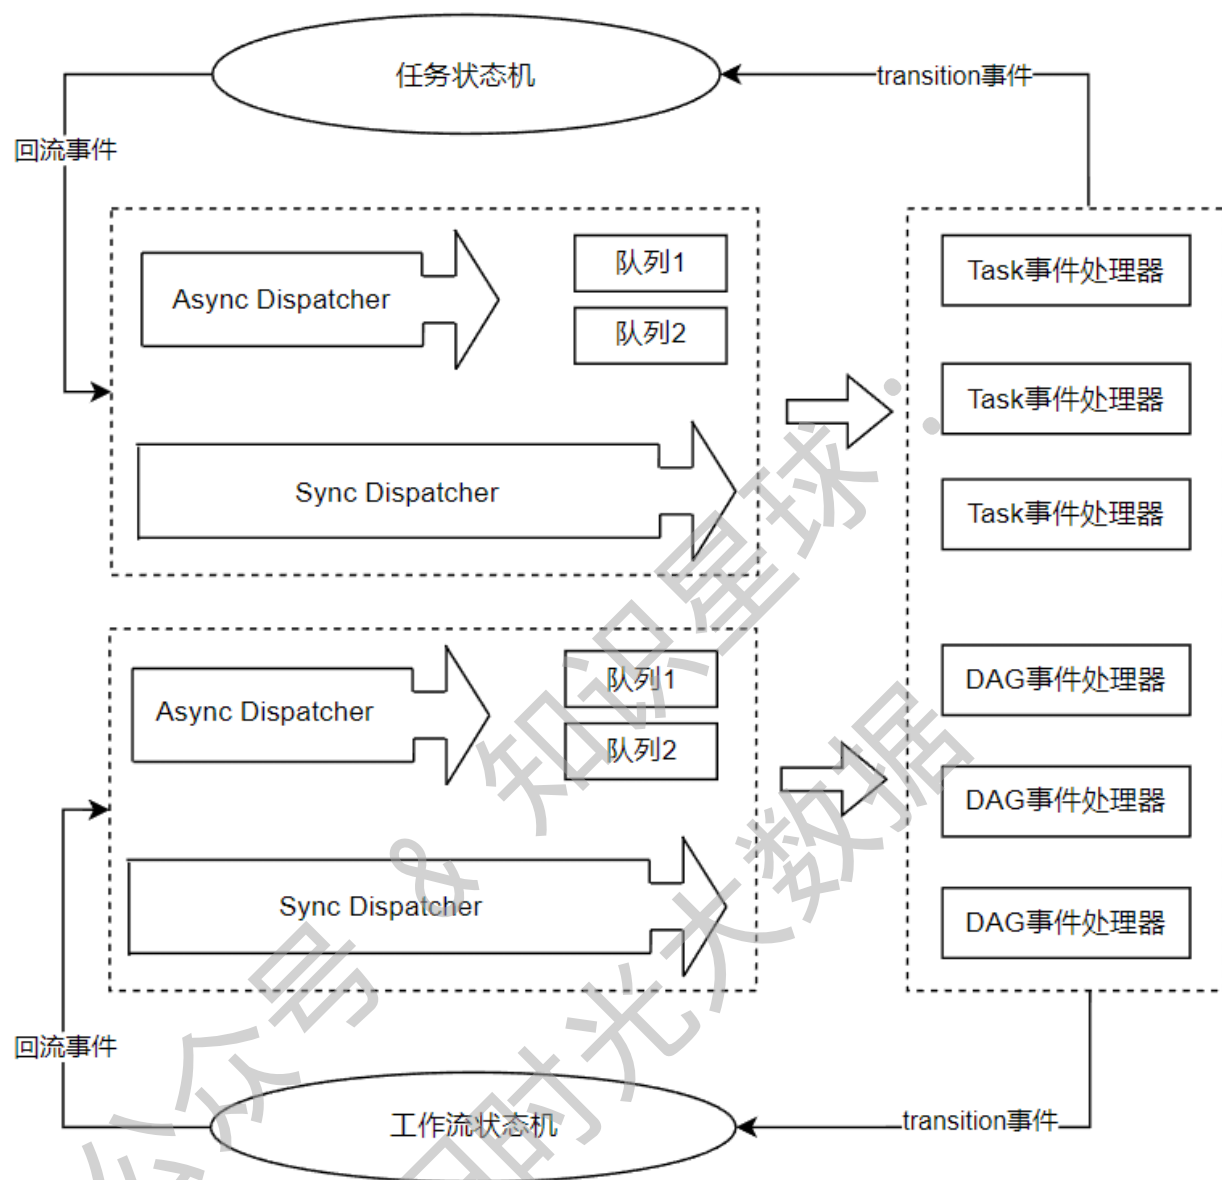 任务状态机
transition事件
回流事件
Async Dispatcher
队列1
队列2
Sync Dispatcher
Task事件处理器
Task事件处理器
Task事件处理器
Async Dispatcher
队列1
队列2
Sync Dispatcher
DAG事件处理器
DAG事件处理器
DAG事件处理器
回流事件
工作流状态机
transition事件
公众号 & 知识星球：
时光大数据